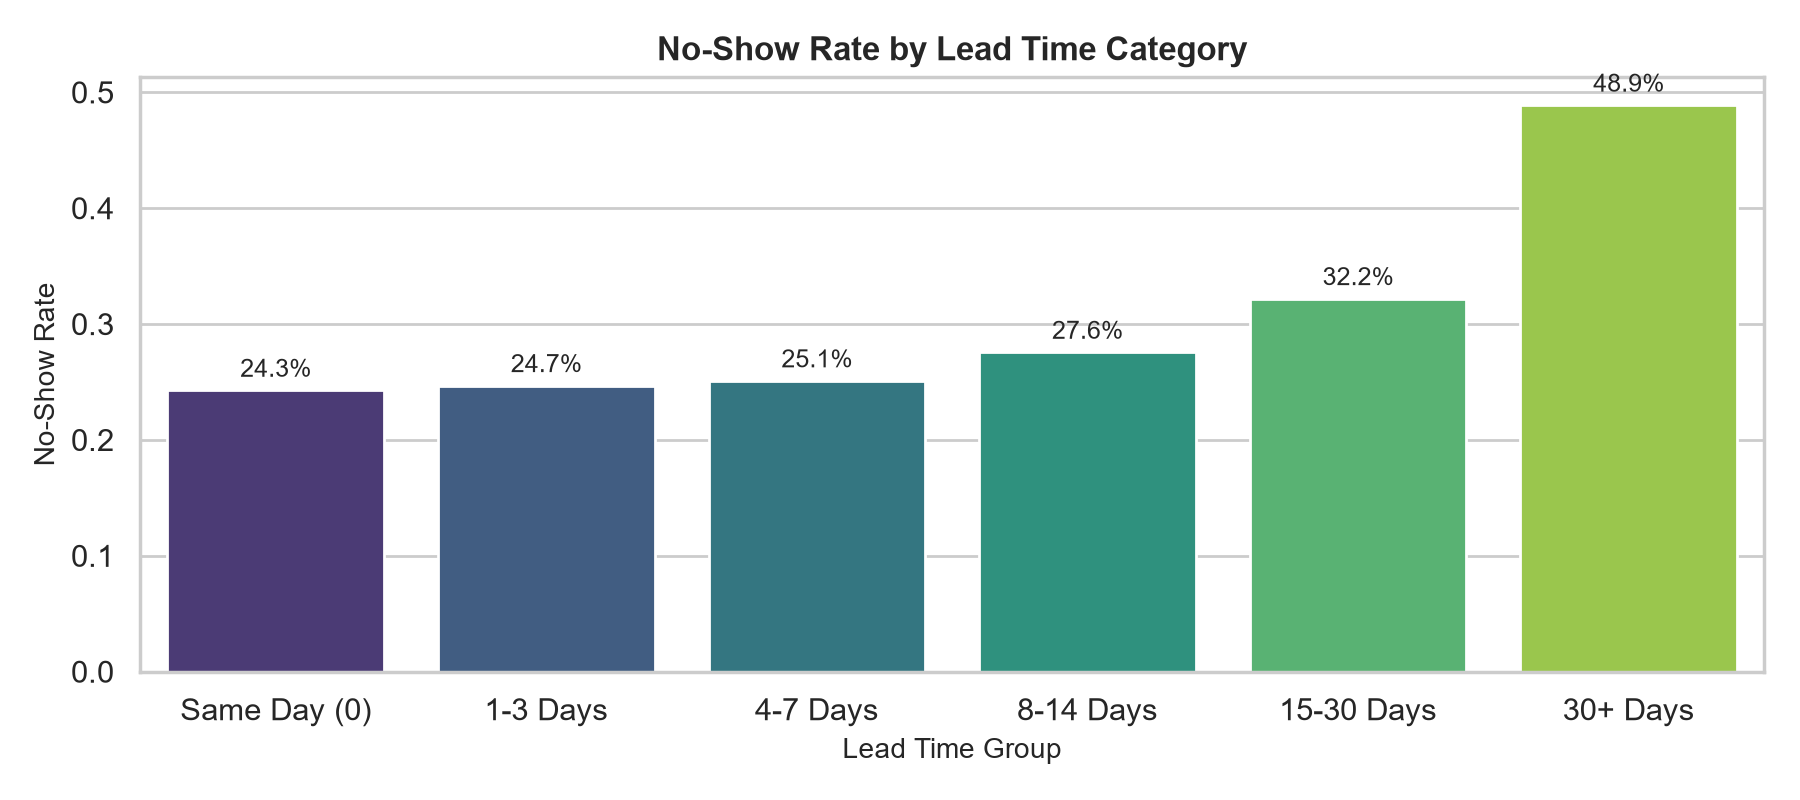 No-Show Rate by Lead Time Category
No-Show Rate
0.5
0.4
0.3
0.2
0.1
0.0
24.3%
24.7%
25.1%
27.6%
32.2%
48.9%
Same Day (0)
1-3 Days
4-7 Days
8-14 Days
15-30 Days
30+ Days
Lead Time Group